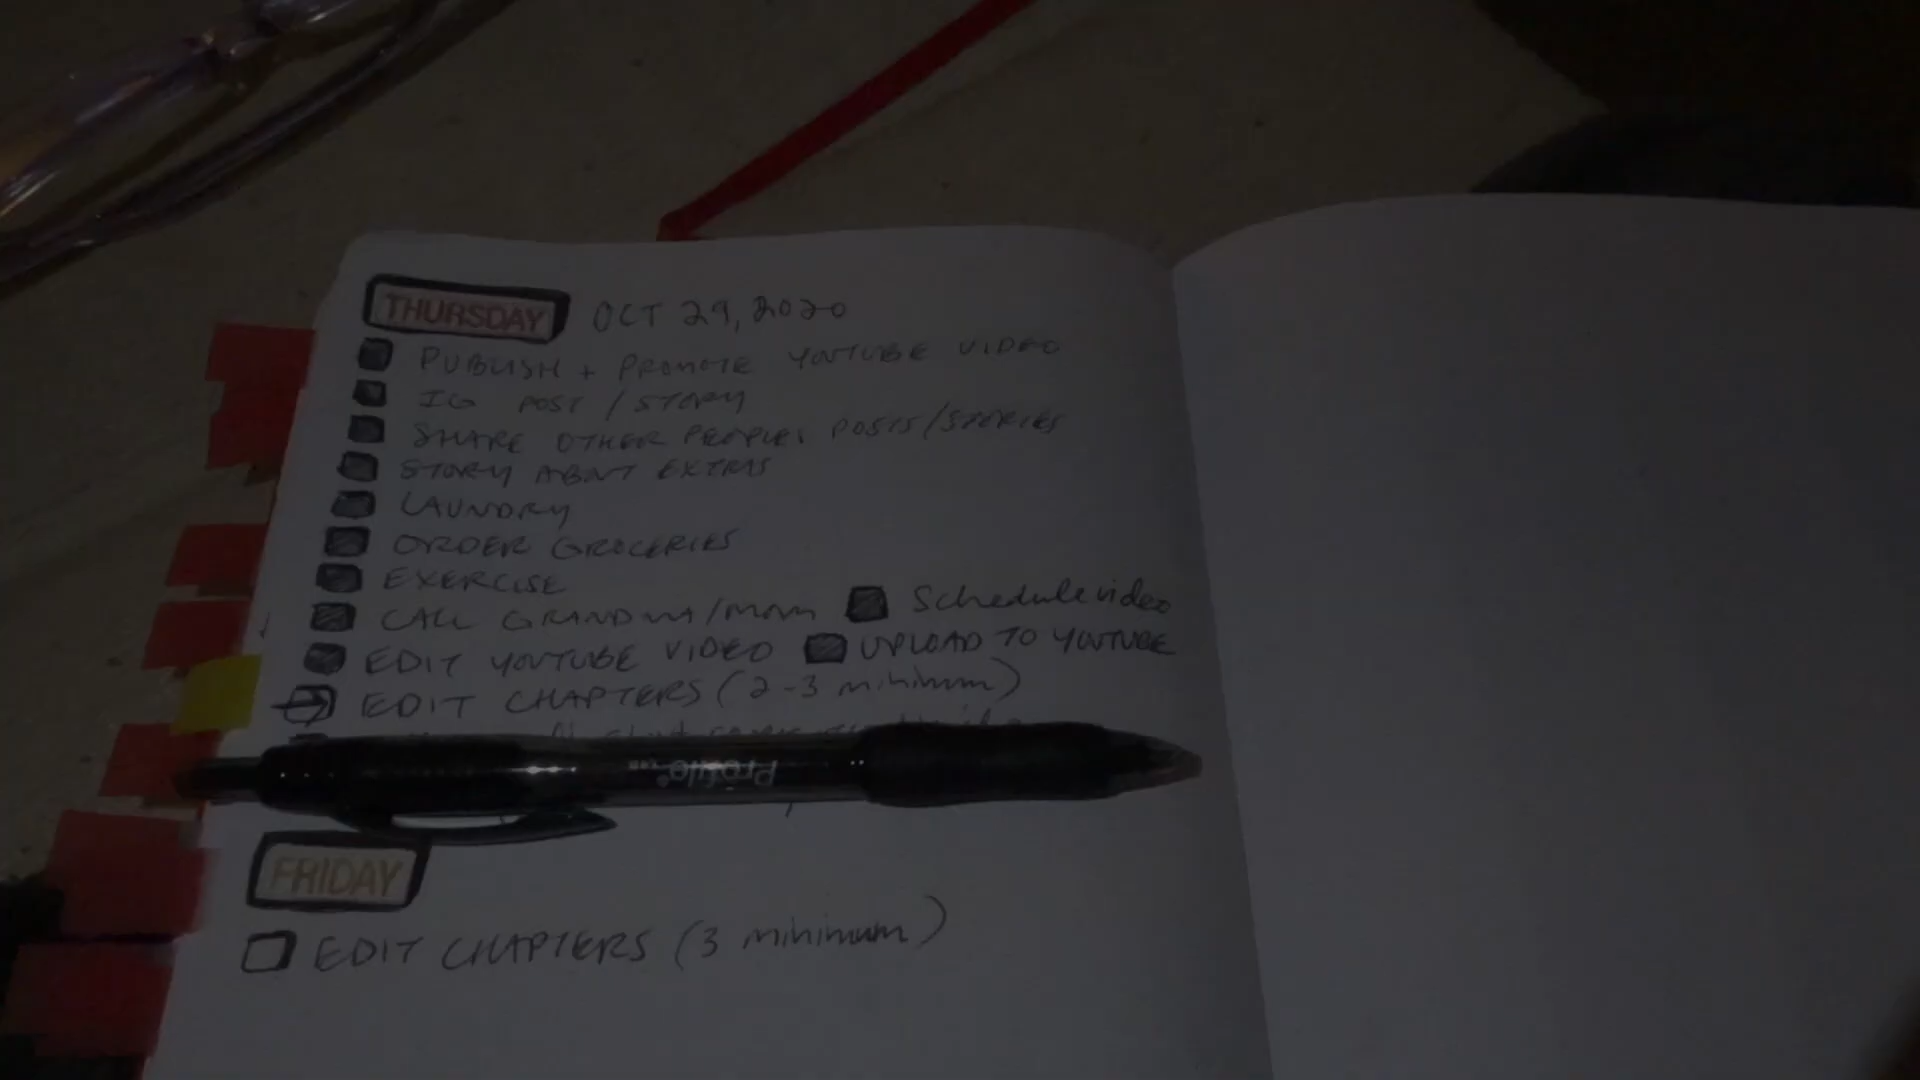 THURSDAY OCT 29, 2020
PUBLISH + PROMOTE YOUTUBE VIDEO
IG POST / STORY
SHARE OTHER PEOPLES POSTS/STORIES
STORY ABOUT EXTRAS
LAUNDRY
ORDER GROCERIES
EXERCISE
CALL GRANDMA/MOM Schedule video
EDIT YOUTUBE VIDEO UPLOAD TO YOUTUBE
EDIT CHAPTERS (2-3 minimum)
Profile
FRIDAY
EDIT CHAPTERS (3 minimum)